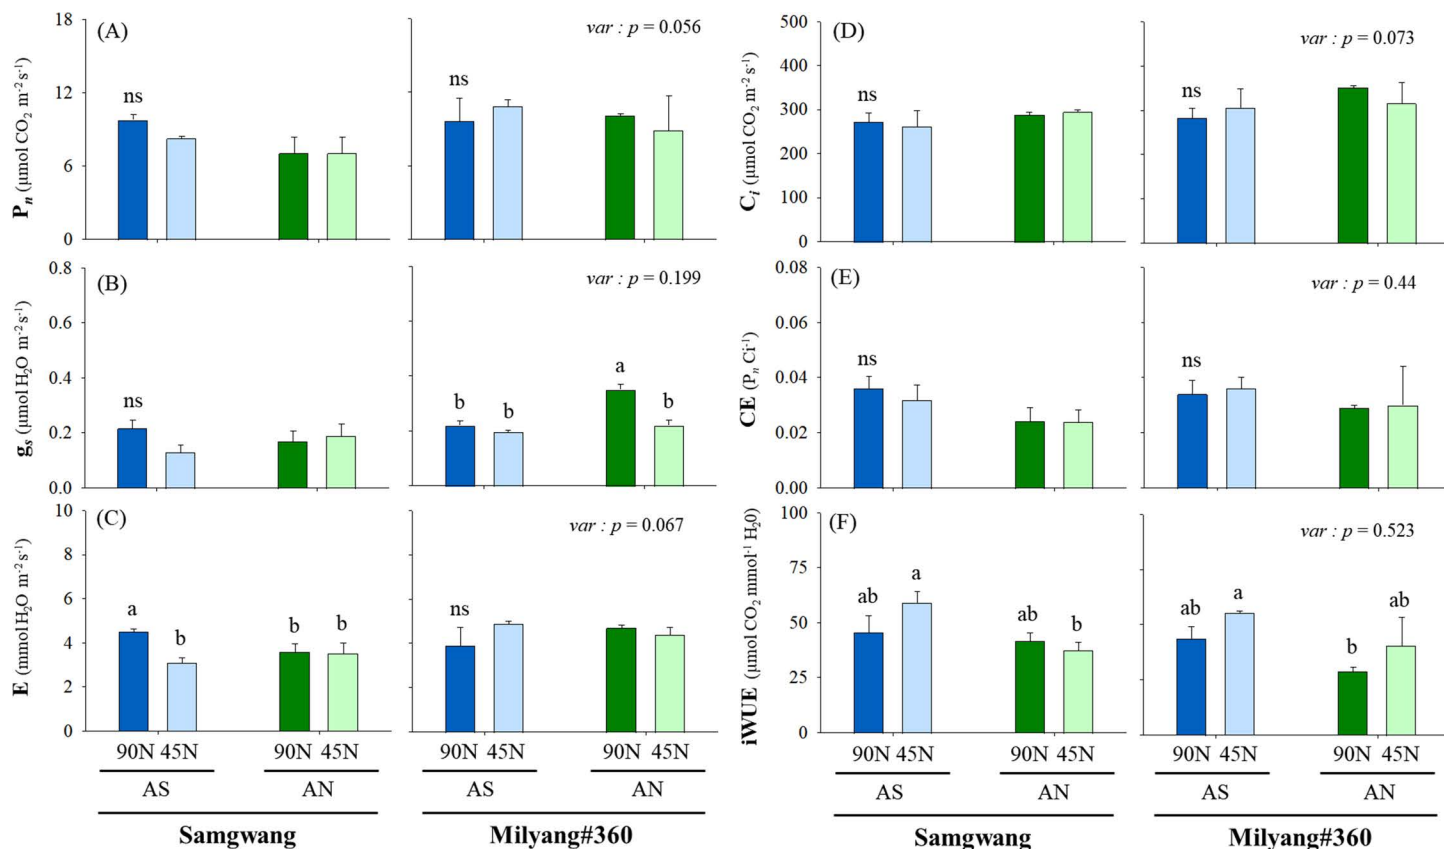 (A)
var : p = 0.056
18
12
6
0
Pn (μmol CO2 m-2 s-1)
ns
ns
(B)
var : p = 0.199
0.8
0.6
0.4
0.2
0.0
gs (μmol H2O m-2 s-1)
ns
b
b
a
b
(C)
var : p = 0.067
10
8
6
4
2
0
E (mmol H2O m-2 s-1)
a
b
b
b
ns
90N 45N
90N 45N
90N 45N
90N 45N
AS
AN
AS
AN
Samgwang
Milyang#360
(D)
var : p = 0.073
500
400
300
200
100
0
Ci (μmol CO2 m-2 s-1)
ns
ns
(E)
var : p = 0.44
0.08
0.06
0.04
0.02
0.00
CE (Pn Ci-1)
ns
ns
(F)
var : p = 0.523
100
75
50
25
0
iWUE (μmol CO2 mmol-1 H20)
ab
a
ab
b
ab
a
b
ab
90N 45N
90N 45N
90N 45N
90N 45N
AS
AN
AS
AN
Samgwang
Milyang#360